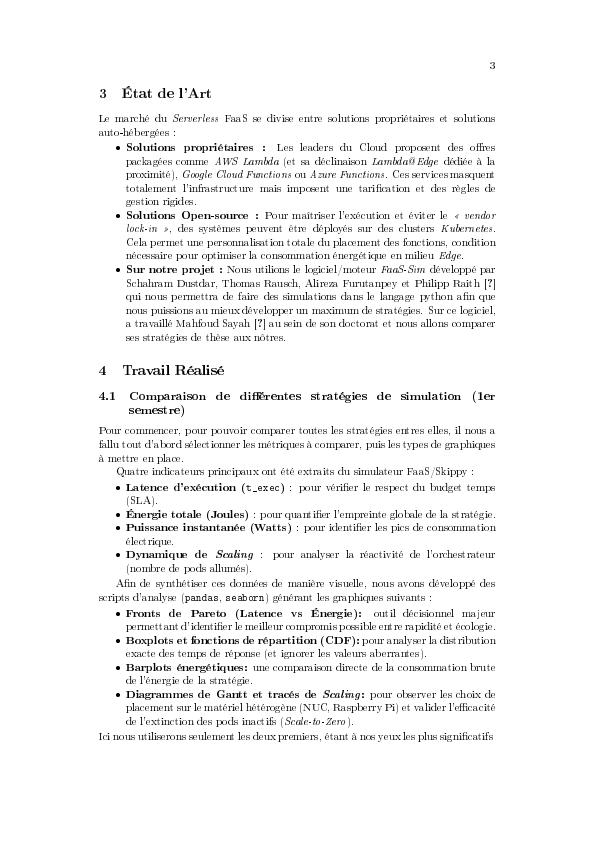 3
3 État de l'Art
Le marché du Serverless FaaS se divise entre solutions propriétaires et solutions
auto-hébergées :
• Solutions propriétaires : Les leaders du Cloud proposent des offres
packagées comme AWS Lambda (et sa déclinaison Lambda@Edge dédiée à la
proximité), Google Cloud Functions ou Azure Functions. Ces services masquent
totalement l'infrastructure mais imposent une tarification et des règles de
gestion rigides.
• Solutions Open-source : Pour maîtriser l'exécution et éviter le « vendor
lock-in », des systèmes peuvent être déployés sur des clusters Kubernetes.
Cela permet une personnalisation totale du placement des fonctions, condition
nécessaire pour optimiser la consommation énergétique en milieu Edge.
• Sur notre projet : Nous utilions le logiciel/moteur FaaS-Sim développé par
Schahram Dustdar, Thomas Rausch, Alireza Furutanpey et Philipp Raith [?]
qui nous permettra de faire des simulations dans le langage python afin que
nous puissions au mieux développer un maximum de stratégies. Sur ce logiciel,
a travaillé Mahfoud Sayah [?] au sein de son doctorat et nous allons comparer
ses stratégies de thèse aux nôtres.
4 Travail Réalisé
4.1 Comparaison de différentes stratégies de simulation (1er
semestre)
Pour commencer, pour pouvoir comparer toutes les stratégies entres elles, il nous a
fallu tout d'abord sélectionner les métriques à comparer, puis les types de graphiques
à mettre en place.
Quatre indicateurs principaux ont été extraits du simulateur FaaS/Skippy :
• Latence d'exécution (t_exec) : pour vérifier le respect du budget temps
(SLA).
• Énergie totale (Joules) : pour quantifier l'empreinte globale de la stratégie.
• Puissance instantanée (Watts) : pour identifier les pics de consommation
électrique.
• Dynamique de Scaling : pour analyser la réactivité de l'orchestrateur
(nombre de pods allumés).
Afin de synthétiser ces données de manière visuelle, nous avons développé des
scripts d'analyse (pandas, seaborn) générant les graphiques suivants :
• Fronts de Pareto (Latence vs Énergie): outil décisionnel majeur
permettant d'identifier le meilleur compromis possible entre rapidité et écologie.
• Boxplots et fonctions de répartition (CDF): pour analyser la distribution
exacte des temps de réponse (et ignorer les valeurs aberrantes).
• Barplots énergétiques: une comparaison directe de la consommation brute
de l'énergie de la stratégie.
• Diagrammes de Gantt et tracés de Scaling: pour observer les choix de
placement sur le matériel hétérogène (NUC, Raspberry Pi) et valider l'efficacité
de l'extinction des pods inactifs (Scale-to-Zero).
Ici nous utiliserons seulement les deux premiers, étant à nos yeux les plus significatifs